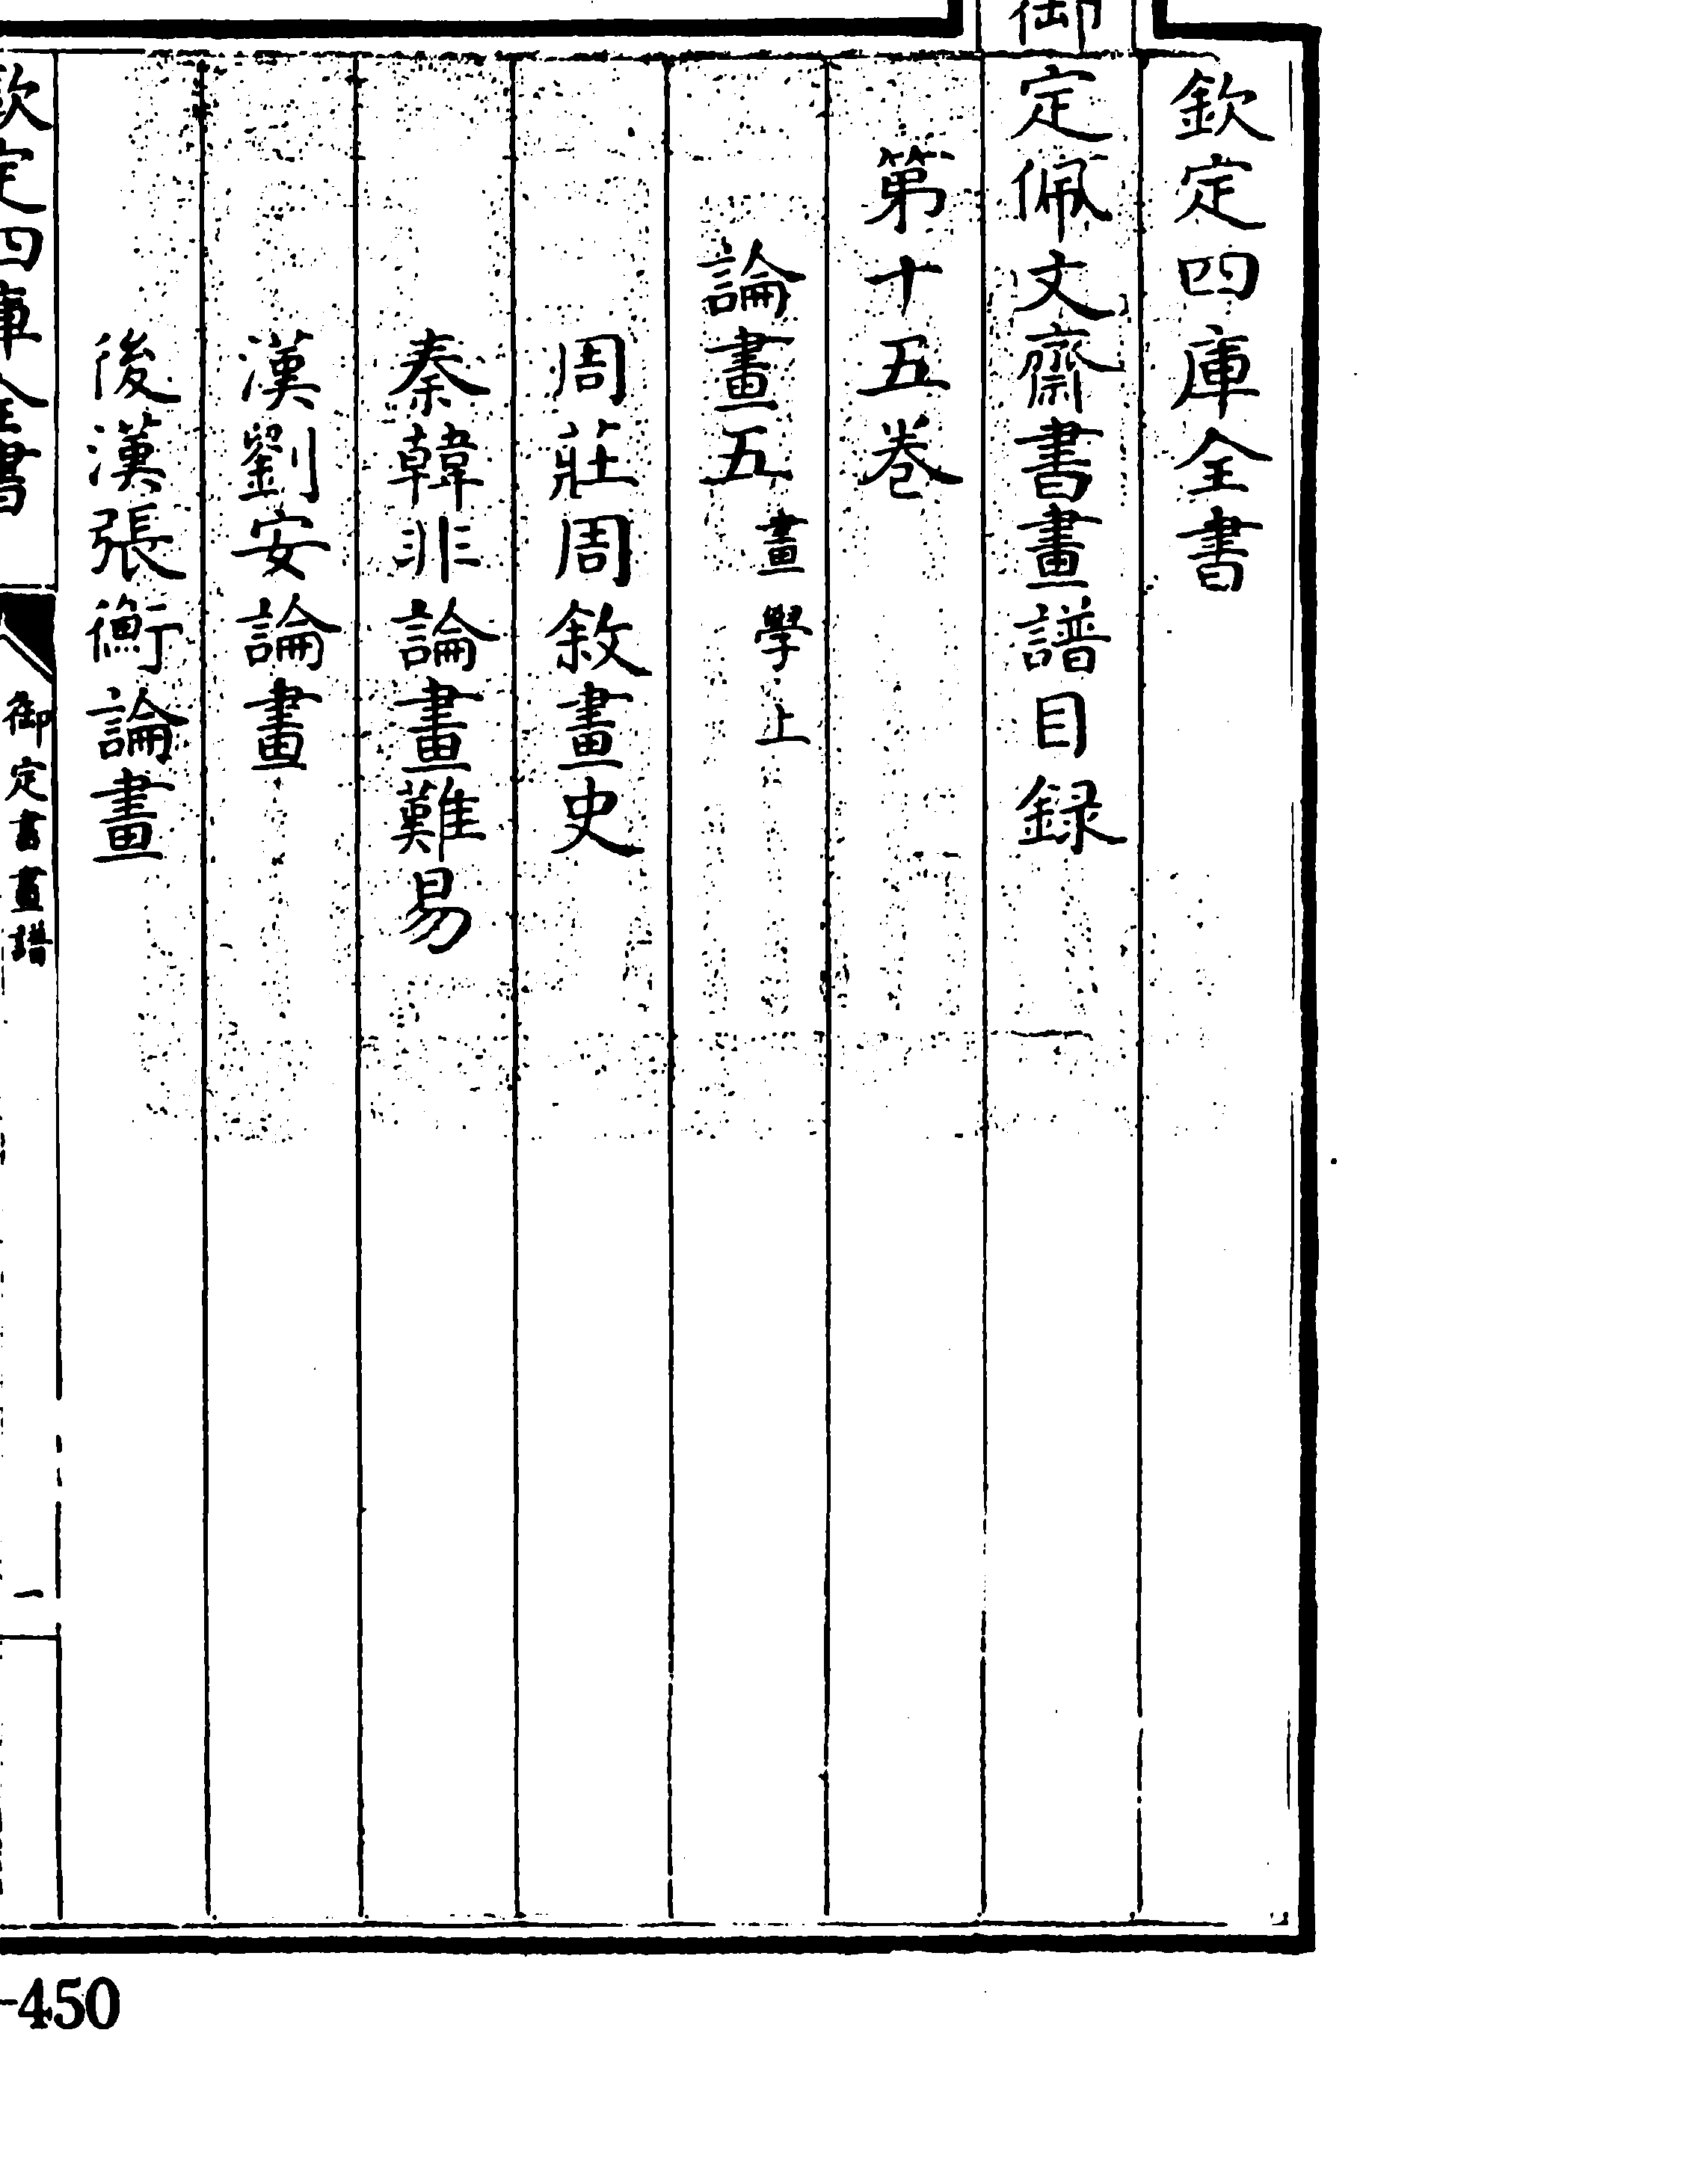 欽定四庫全書
御定佩文齋書畫譜目録
第十五巻
論畫五 畫學上
周莊周敘畫史
秦韓非論畫難易
漢劉安論畫
後漢張衡論畫
欽定四庫全書
御定書畫譜
一
-450